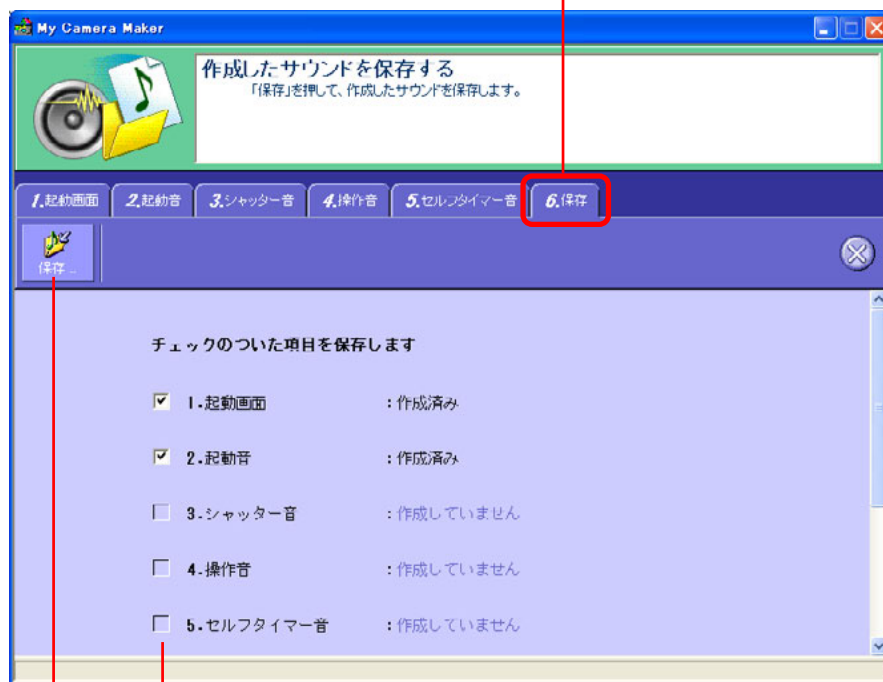 My Camera Maker
作成したサウンドを保存する
「保存」を押して、作成したサウンドを保存します。
1.起動画面 2.起動音 3.シャッター音 4.操作音 5.セルフタイマー音 6.保存
保存...
チェックのついた項目を保存します
1.起動画面 :作成済み
2.起動音 :作成済み
3.シャッター音 :作成していません
4.操作音 :作成していません
5.セルフタイマー音 :作成していません